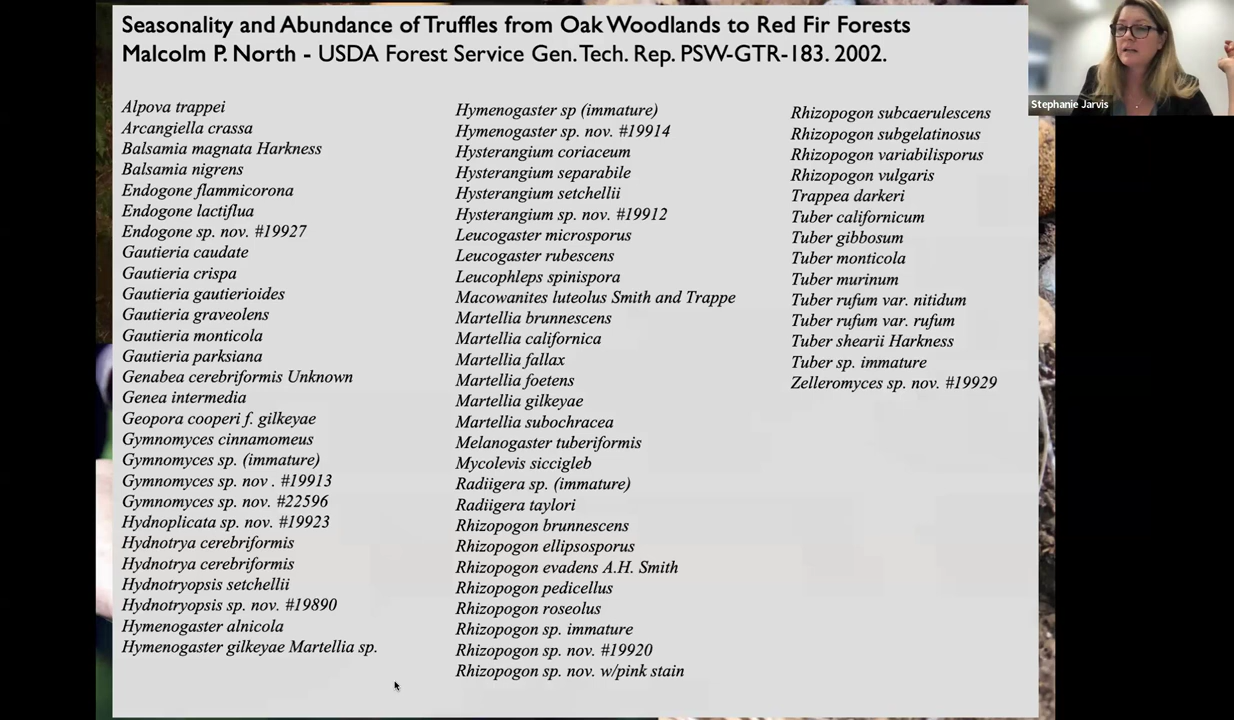 Seasonality and Abundance of Truffles from Oak Woodlands to Red Fir Forests
Malcolm P. North - USDA Forest Service Gen. Tech. Rep. PSW-GTR-183. 2002.
Alpova trappei
Arcangiella crassa
Balsamia magnata Harkness
Balsamia nigrens
Endogone flammicorona
Endogone lactiflua
Endogone sp. nov. #19927
Gautieria caudate
Gautieria crispa
Gautieria gautierioides
Gautieria graveolens
Gautieria monticola
Gautieria parksiana
Genabea cerebriformis Unknown
Genea intermedia
Geopora cooperi f. gilkeyae
Gymnomyces cinnamomeus
Gymnomyces sp. (immature)
Gymnomyces sp. nov . #19913
Gymnomyces sp. nov. #22596
Hydnoplicata sp. nov. #19923
Hydnotrya cerebriformis
Hydnotrya cerebriformis
Hydnotryopsis setchellii
Hydnotryopsis sp. nov. #19890
Hymenogaster alnicola
Hymenogaster gilkeyae Martellia sp.
Hymenogaster sp (immature)
Hymenogaster sp. nov. #19914
Hysterangium coriaceum
Hysterangium separabile
Hysterangium setchellii
Hysterangium sp. nov. #19912
Leucogaster microsporus
Leucogaster rubescens
Leucophleps spinispora
Macowanites luteolus Smith and Trappe
Martellia brunnescens
Martellia californica
Martellia fallax
Martellia foetens
Martellia gilkeyae
Martellia subochracea
Melanogaster tuberiformis
Mycolevis siccigleb
Radiigera sp. (immature)
Radiigera taylori
Rhizopogon brunnescens
Rhizopogon ellipsosporus
Rhizopogon evadens A.H. Smith
Rhizopogon pedicellus
Rhizopogon roseolus
Rhizopogon sp. immature
Rhizopogon sp. nov. #19920
Rhizopogon sp. nov. w/pink stain
Rhizopogon subcaerulescens
Rhizopogon subgelatinosus
Rhizopogon variabilisporus
Rhizopogon vulgaris
Trappea darkeri
Tuber californicum
Tuber gibbosum
Tuber monticola
Tuber murinum
Tuber rufum var. nitidum
Tuber rufum var. rufum
Tuber shearii Harkness
Tuber sp. immature
Zelleromyces sp. nov. #19929
Stephanie Jarvis